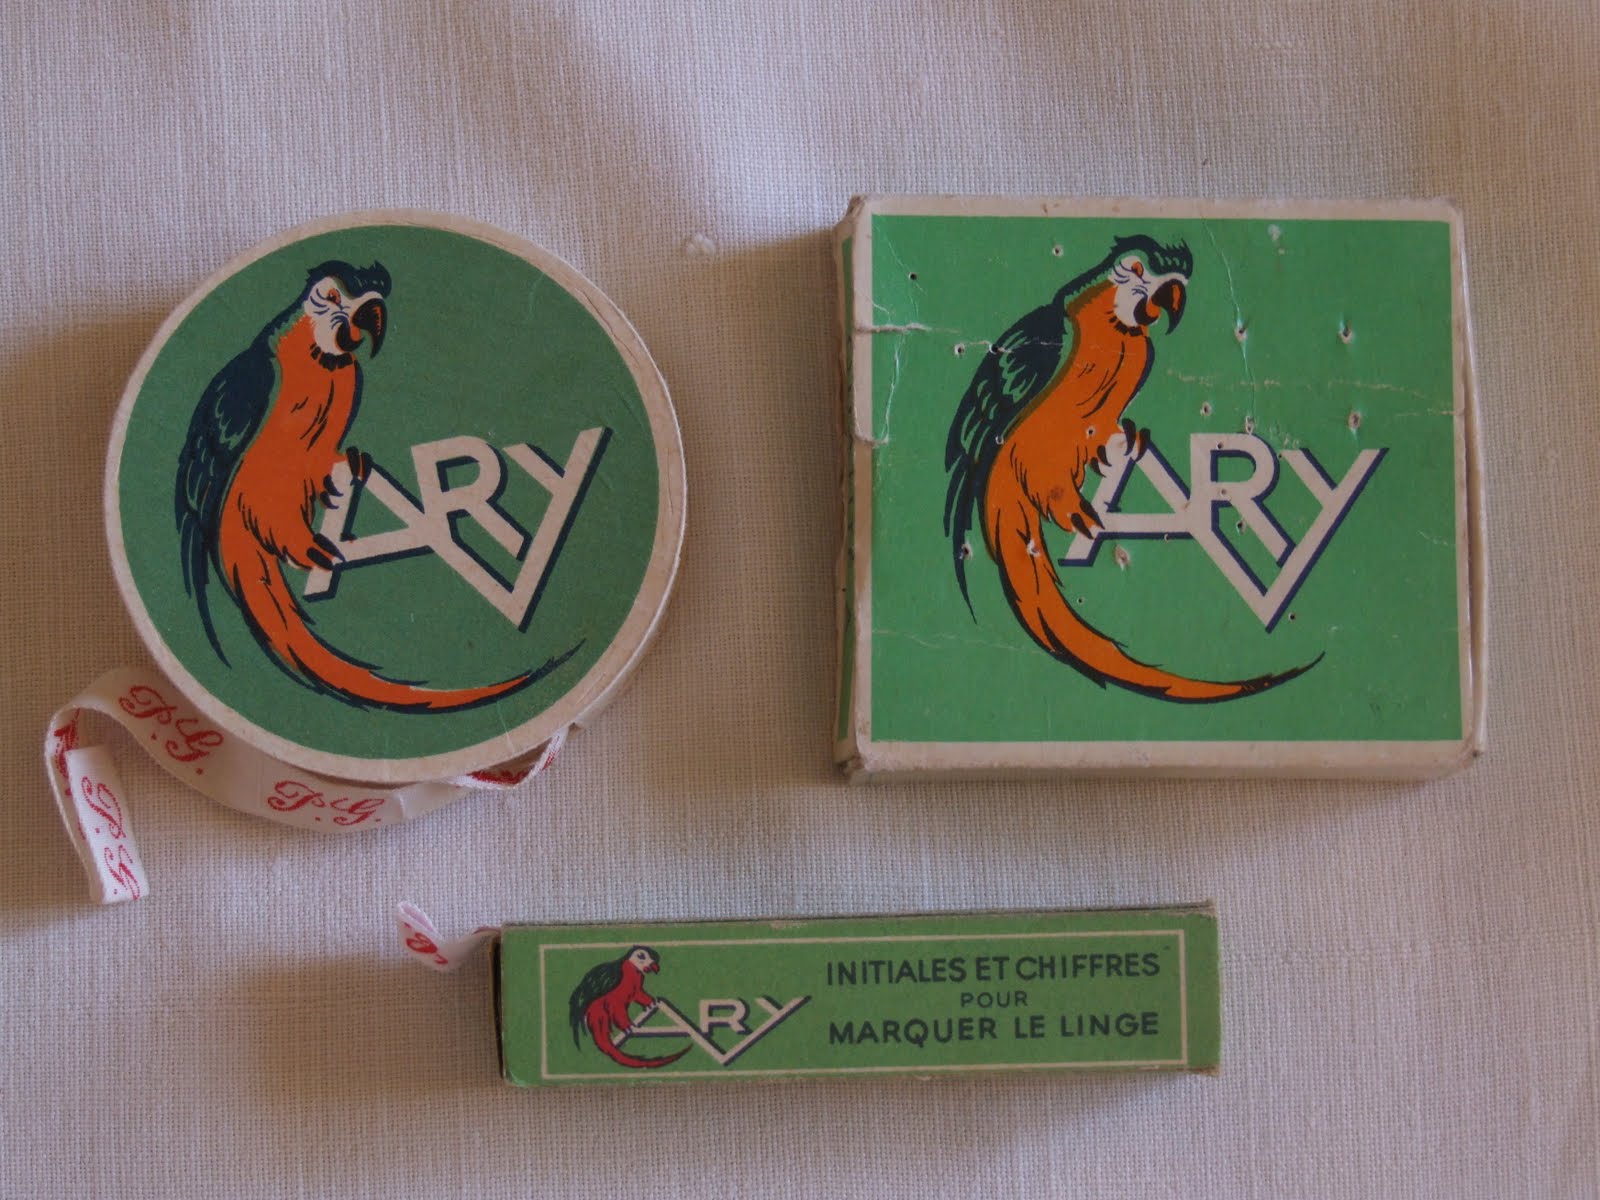 ARY
ARY
P.G.
P.G.
P.G.
G.
ARY
INITIALES ET CHIFFRES
POUR
MARQUER LE LINGE